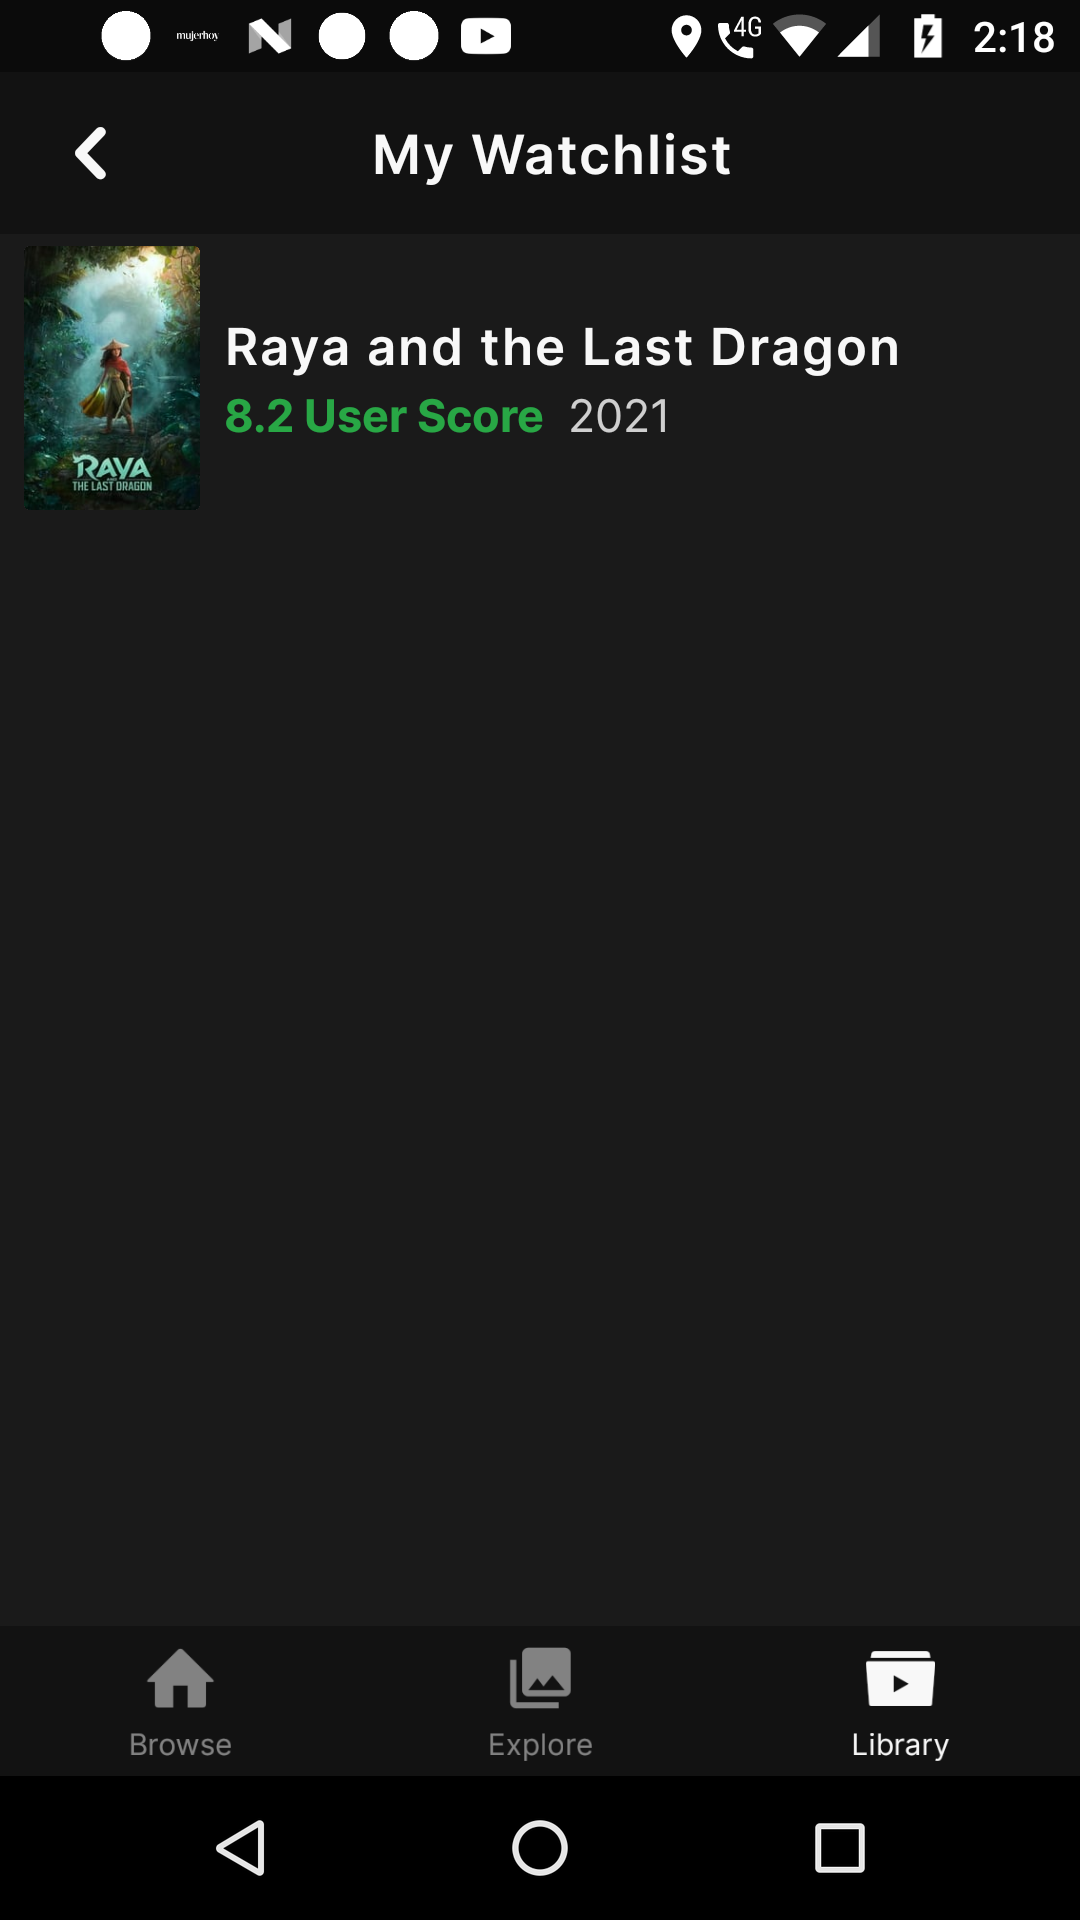 mujerhoy 4G 2:18
My Watchlist
Raya and the Last Dragon
8.2 User Score 2021
RAYA
THE LAST DRAGON
Browse Explore Library